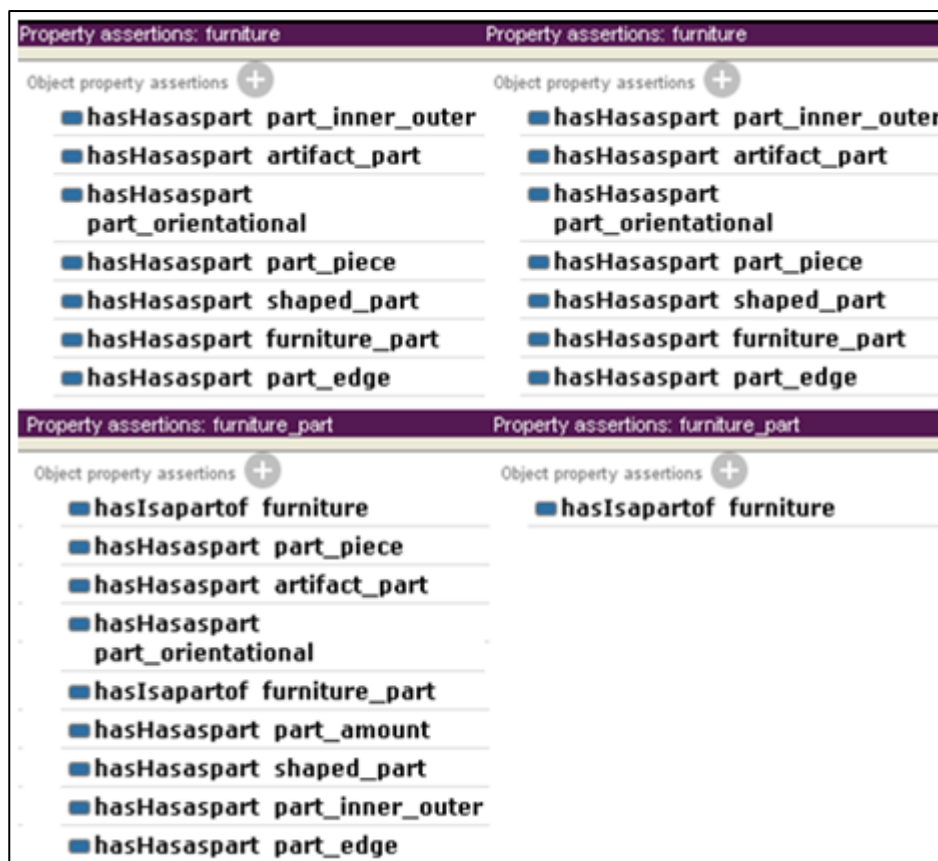 Property assertions: furniture
Object property assertions
hasHasaspart part_inner_outer
hasHasaspart artifact_part
hasHasaspart
part_orientational
hasHasaspart part_piece
hasHasaspart shaped_part
hasHasaspart furniture_part
hasHasaspart part_edge
Property assertions: furniture
Object property assertions
hasHasaspart part_inner_outer
hasHasaspart artifact_part
hasHasaspart
part_orientational
hasHasaspart part_piece
hasHasaspart shaped_part
hasHasaspart furniture_part
hasHasaspart part_edge
Property assertions: furniture_part
Object property assertions
hasIsapartof furniture
hasHasaspart part_piece
hasHasaspart artifact_part
hasHasaspart
part_orientational
hasIsapartof furniture_part
hasHasaspart part_amount
hasHasaspart shaped_part
hasHasaspart part_inner_outer
hasHasaspart part_edge
Property assertions: furniture_part
Object property assertions
hasIsapartof furniture